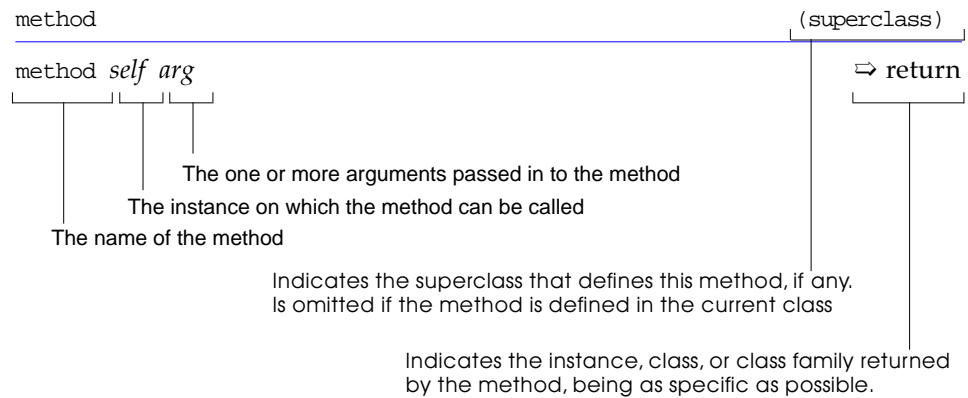 method (superclass)
method self arg ⇨ return
The one or more arguments passed in to the method
The instance on which the method can be called
The name of the method
Indicates the superclass that defines this method, if any.
Is omitted if the method is defined in the current class
Indicates the instance, class, or class family returned
by the method, being as specific as possible.